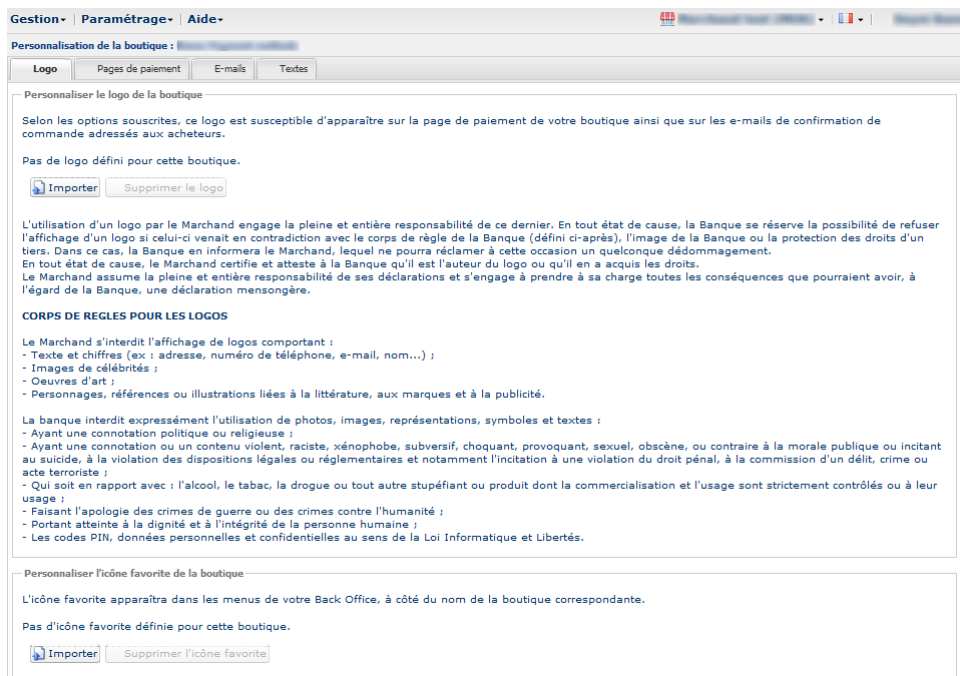 Gestion Paramétrage Aide
Personnalisation de la boutique :
Logo Pages de paiement E-mails Textes
Personnaliser le logo de la boutique
Selon les options souscrites, ce logo est susceptible d'apparaître sur la page de paiement de votre boutique ainsi que sur les e-mails de confirmation de
commande adressés aux acheteurs.
Pas de logo défini pour cette boutique.
Importer Supprimer le logo
L'utilisation d'un logo par le Marchand engage la pleine et entière responsabilité de ce dernier. En tout état de cause, la Banque se réserve la possibilité de refuser
l'affichage d'un logo si celui-ci venait en contradiction avec le corps de règle de la Banque (défini ci-après), l'image de la Banque ou la protection des droits d'un
tiers. Dans ce cas, la Banque en informera le Marchand, lequel ne pourra réclamer à cette occasion un quelconque dédommagement.
En tout état de cause, le Marchand certifie et atteste à la Banque qu'il est l'auteur du logo ou qu'il en a acquis les droits.
Le Marchand assume la pleine et entière responsabilité de ses déclarations et s'engage à prendre à sa charge toutes les conséquences que pourraient avoir, à
l'égard de la Banque, une déclaration mensongère.
CORPS DE REGLES POUR LES LOGOS
Le Marchand s'interdit l'affichage de logos comportant :
- Texte et chiffres (ex : adresse, numéro de téléphone, e-mail, nom...) ;
- Images de célébrités ;
- Oeuvres d'art ;
- Personnages, références ou illustrations liées à la littérature, aux marques et à la publicité.
La banque interdit expressément l'utilisation de photos, images, représentations, symboles et textes :
- Ayant une connotation politique ou religieuse ;
- Ayant une connotation ou un contenu violent, raciste, xénophobe, subversif, choquant, provoquant, sexuel, obscène, ou contraire à la morale publique ou incitant
au suicide, à la violation des dispositions légales ou réglementaires et notamment l'incitation à une violation du droit pénal, à la commission d'un délit, crime ou
acte terroriste ;
- Qui soit en rapport avec : l'alcool, le tabac, la drogue ou tout autre stupéfiant ou produit dont la commercialisation et l'usage sont strictement contrôlés ou à leur
usage ;
- Faisant l'apologie des crimes de guerre ou des crimes contre l'humanité ;
- Portant atteinte à la dignité et à l'intégrité de la personne humaine ;
- Les codes PIN, données personnelles et confidentielles au sens de la Loi Informatique et Libertés.
Personnaliser l'icône favorite de la boutique
L'icône favorite apparaîtra dans les menus de votre Back Office, à côté du nom de la boutique correspondante.
Pas d'icône favorite définie pour cette boutique.
Importer Supprimer l'icône favorite